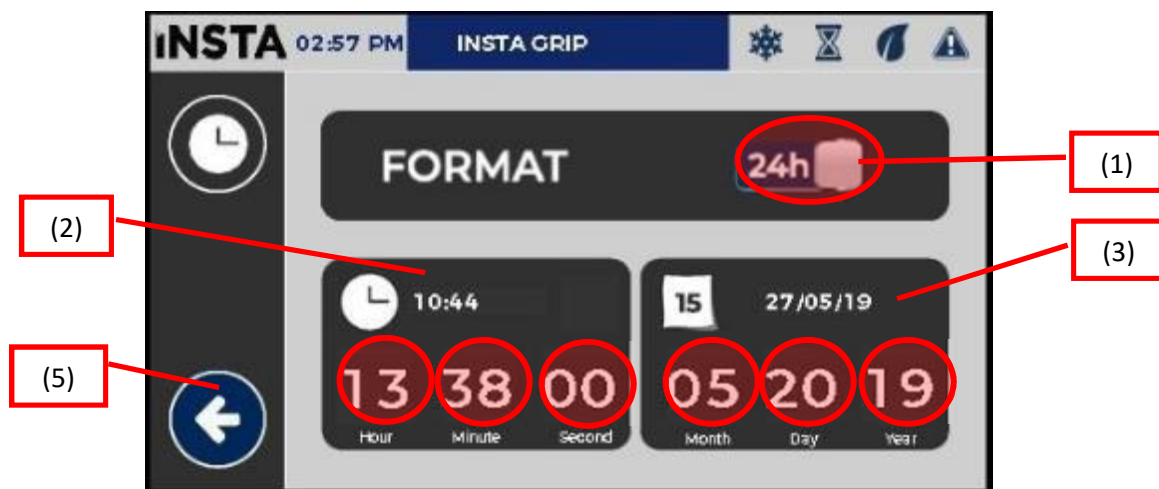 INSTA 02:57 PM INSTA GRIP
FORMAT 24h
(1)
(2)
(3)
10:44
15 27/05/19
(5)
13 38 00 05 20 19
Hour Minute Second Month Day Year